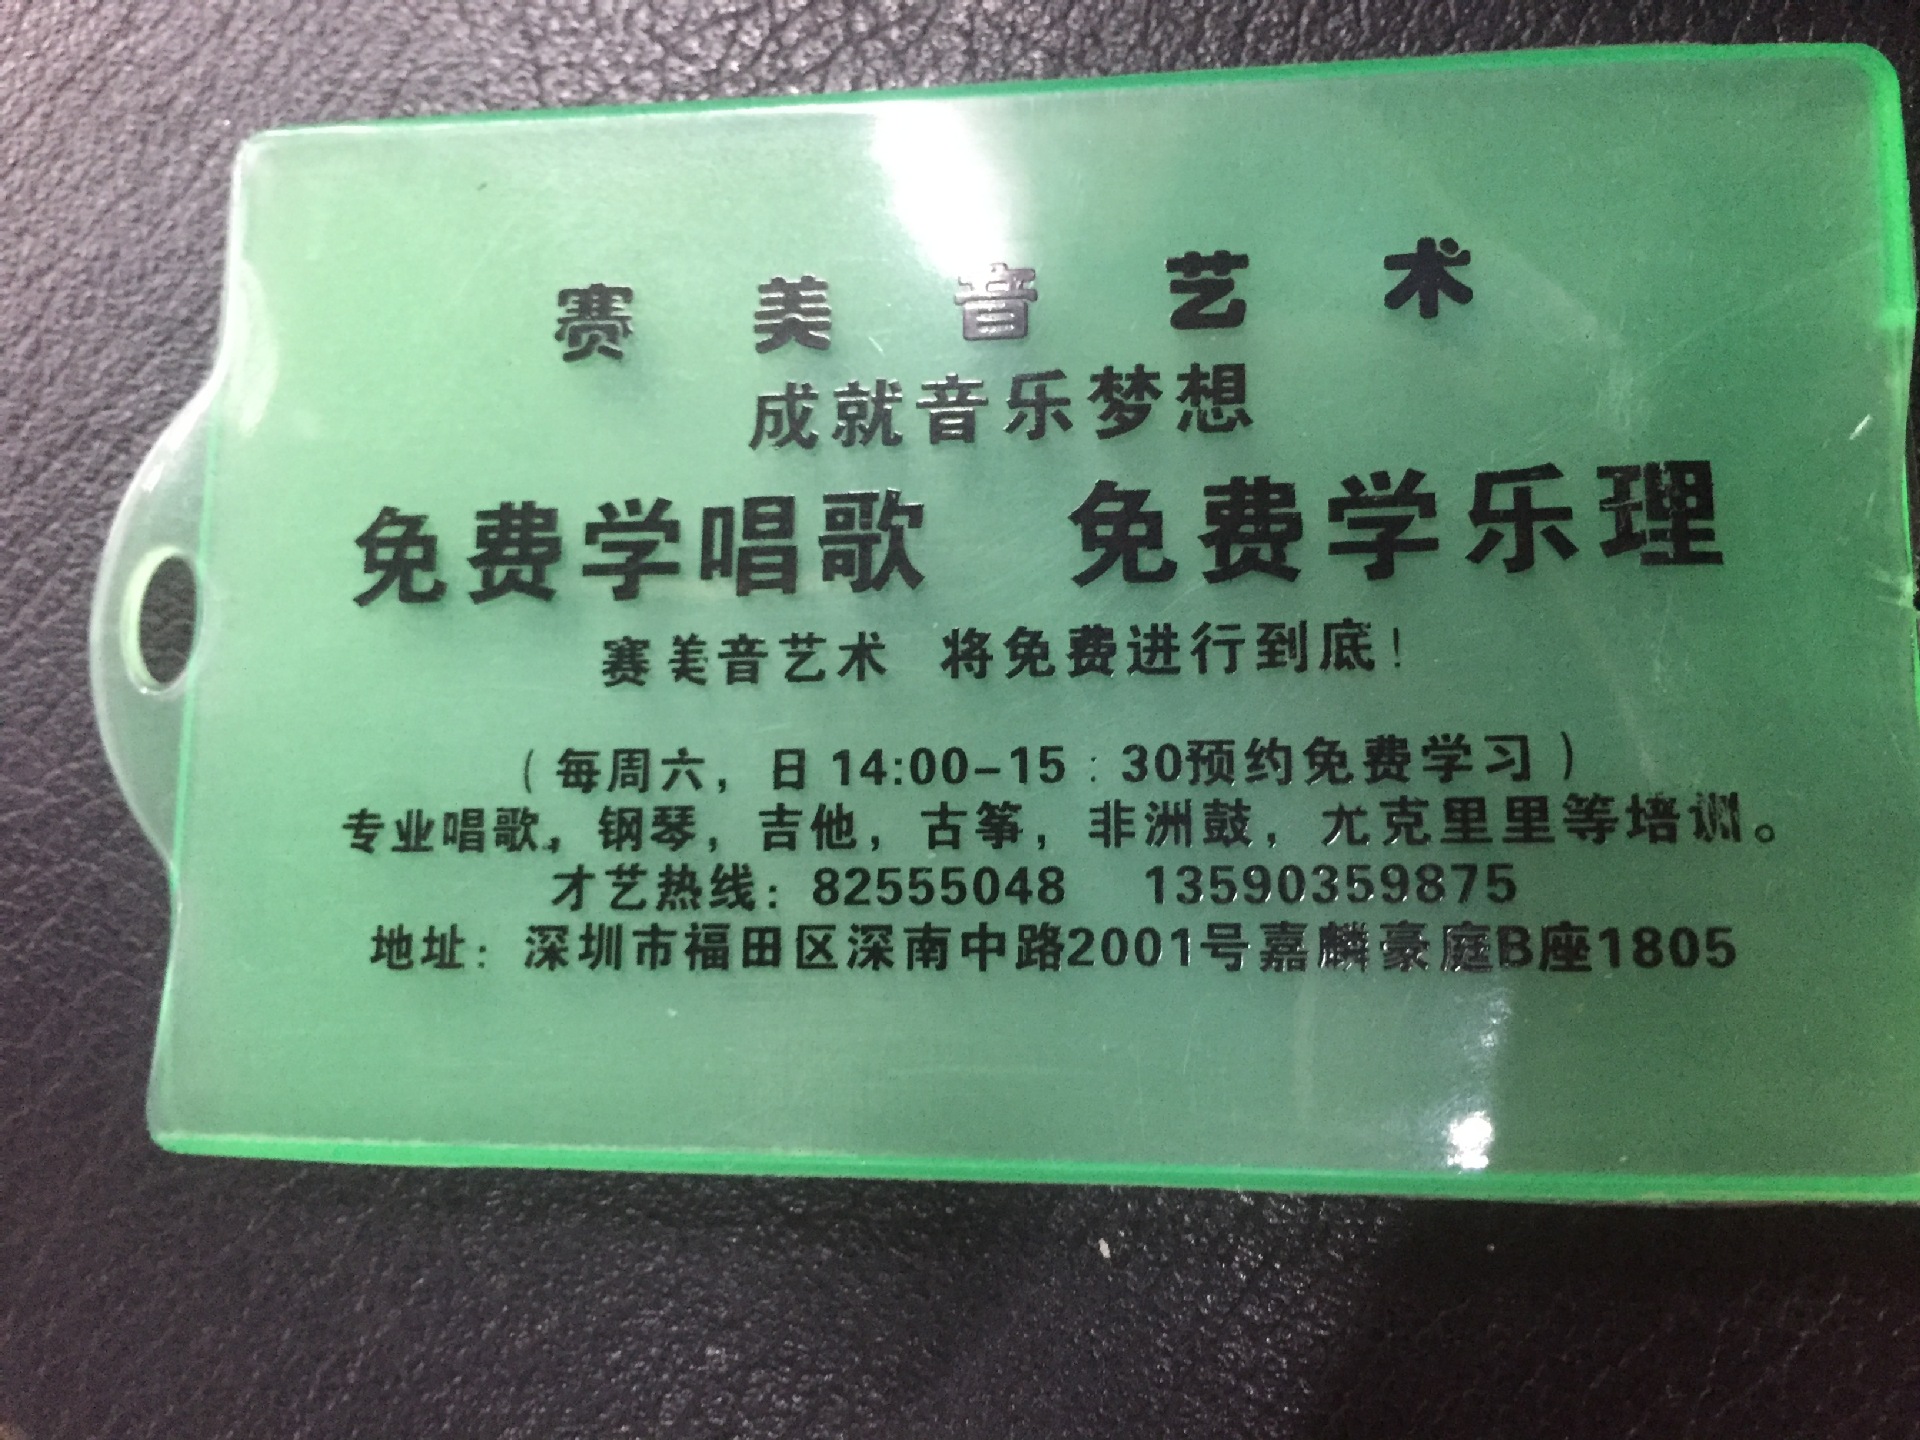 赛美音艺术
成就音乐梦想
免费学唱歌 免费学乐理
赛美音艺术 将免费进行到底！
（每周六，日 14:00-15：30预约免费学习）
专业唱歌，钢琴，吉他，古筝，非洲鼓，尤克里里等培训。
才艺热线：82555048 13590359875
地址：深圳市福田区深南中路2001号嘉麟豪庭B座1805